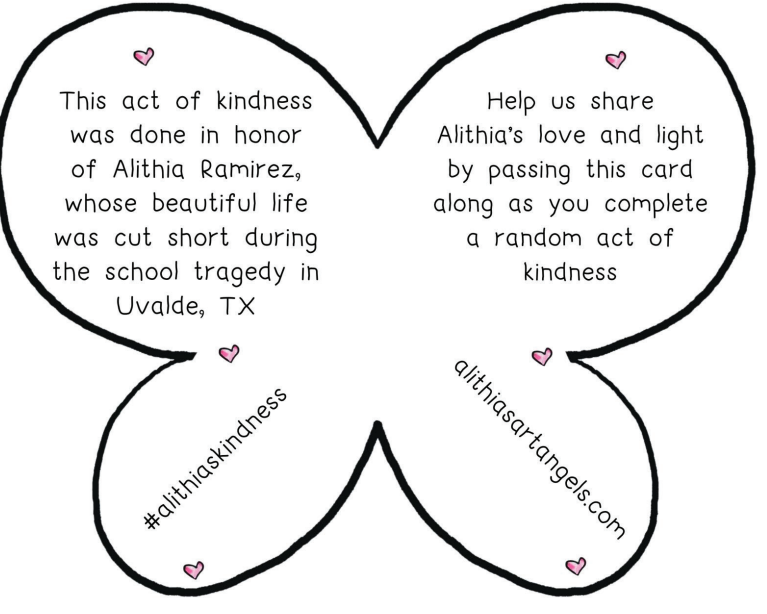 This act of kindness
was done in honor
of Alithia Ramirez,
whose beautiful life
was cut short during
the school tragedy in
Uvalde, TX
Help us share
Alithia's love and light
by passing this card
along as you complete
a random act of
kindness
#alithiaskindness
alithiasartangels.com